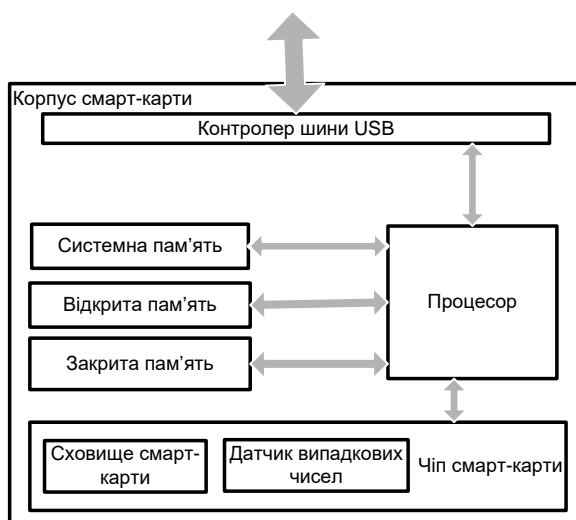 Корпус смарт-карти
Контролер шини USB
Системна пам’ять
Відкрита пам’ять
Процесор
Закрита пам’ять
Сховище смарт-
карти
Датчик випадкових
чисел
Чіп смарт-карти